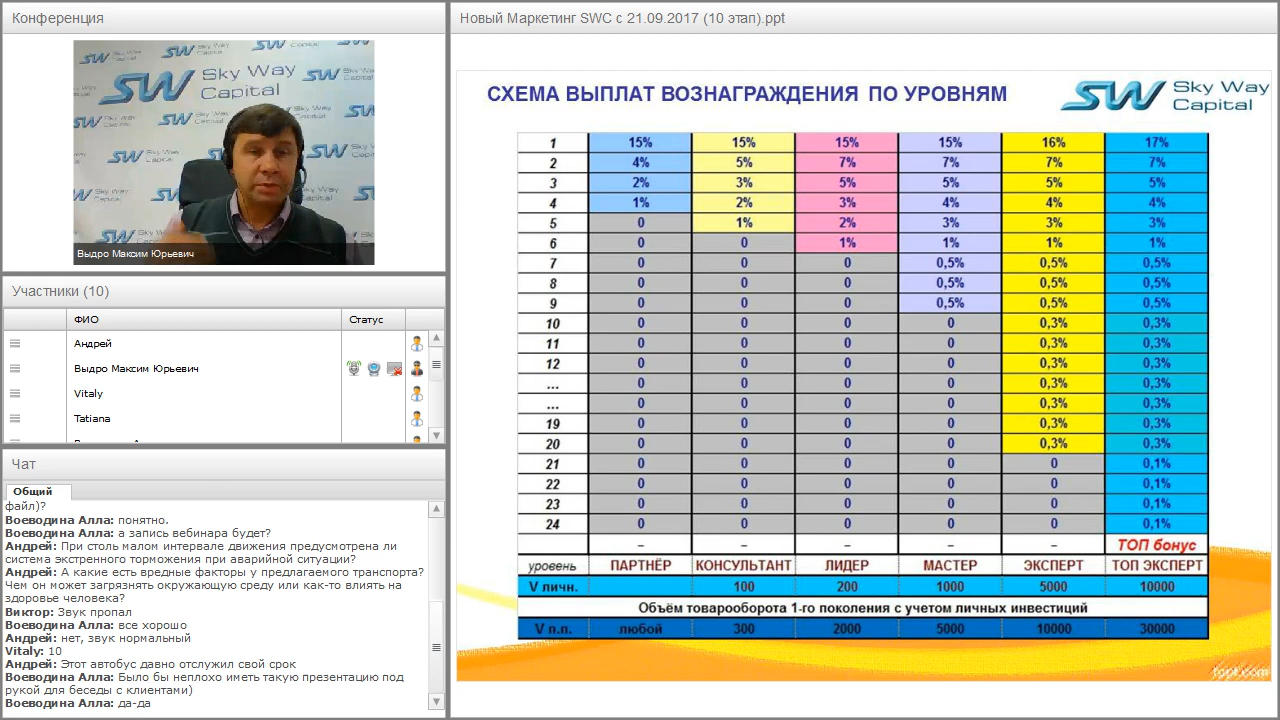 Конференция
SW Sky Way Capital
Выдро Максим Юрьевич
Участники (10)
ФИО Статус
Андрей
Выдро Максим Юрьевич
Vitaly
Tatiana
Чат
Общий
файл)?
Воеводина Алла: понятно.
Воеводина Алла: а запись вебинара будет?
Андрей: При столь малом интервале движения предусмотрена ли
система экстренного торможения при аварийной ситуации?
Андрей: А какие есть вредные факторы у предлагаемого транспорта?
Чем он может загрязнять окружающую среду или как-то влиять на
здоровье человека?
Виктор: Звук пропал
Воеводина Алла: все хорошо
Андрей: нет, звук нормальный
Vitaly: 10
Андрей: Этот автобус давно отслужил свой срок
Воеводина Алла: Было бы неплохо иметь такую презентацию под
рукой для беседы с клиентами)
Воеводина Алла: да-да
Новый Маркетинг SWC с 21.09.2017 (10 этап).ppt
СХЕМА ВЫПЛАТ ВОЗНАГРАЖДЕНИЯ ПО УРОВНЯМ
SW Sky Way
Capital
1 15% 15% 15% 15% 16% 17%
2 4% 5% 7% 7% 7% 7%
3 2% 3% 5% 5% 5% 5%
4 1% 2% 3% 4% 4% 4%
5 0 1% 2% 3% 3% 3%
6 0 0 1% 1% 1% 1%
7 0 0 0 0,5% 0,5% 0,5%
8 0 0 0 0,5% 0,5% 0,5%
9 0 0 0 0,5% 0,5% 0,5%
10 0 0 0 0 0,3% 0,3%
11 0 0 0 0 0,3% 0,3%
12 0 0 0 0 0,3% 0,3%
... 0 0 0 0 0,3% 0,3%
... 0 0 0 0 0,3% 0,3%
19 0 0 0 0 0,3% 0,3%
20 0 0 0 0 0,3% 0,3%
21 0 0 0 0 0 0,1%
22 0 0 0 0 0 0,1%
23 0 0 0 0 0 0,1%
24 0 0 0 0 0 0,1%
– – – – – ТОП бонус
уровень ПАРТНЁР КОНСУЛЬТАНТ ЛИДЕР МАСТЕР ЭКСПЕРТ ТОП ЭКСПЕРТ
V личн. 100 200 1000 5000 10000
Объём товарооборота 1-го поколения с учетом личных инвестиций
V п.п. любой 300 2000 5000 10000 30000